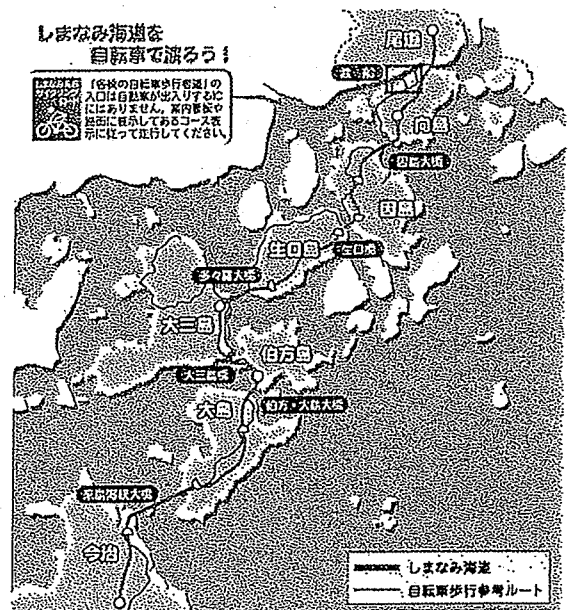 しまなみ海道を
自転車で渡ろう!
「各橋の自転車歩行者道」の
入口は自動車が出入りする
にはありません。案内看板や
路面に表示してあるコース表
示に従って走行してください。
尾道
向島
因島大橋
因島
生口島
生口橋
多々羅大橋
大三島
伯方島
大三島橋
大島
伯方・大島大橋
来島海峡大橋
今治
しまなみ海道
自転車歩行参考ルート